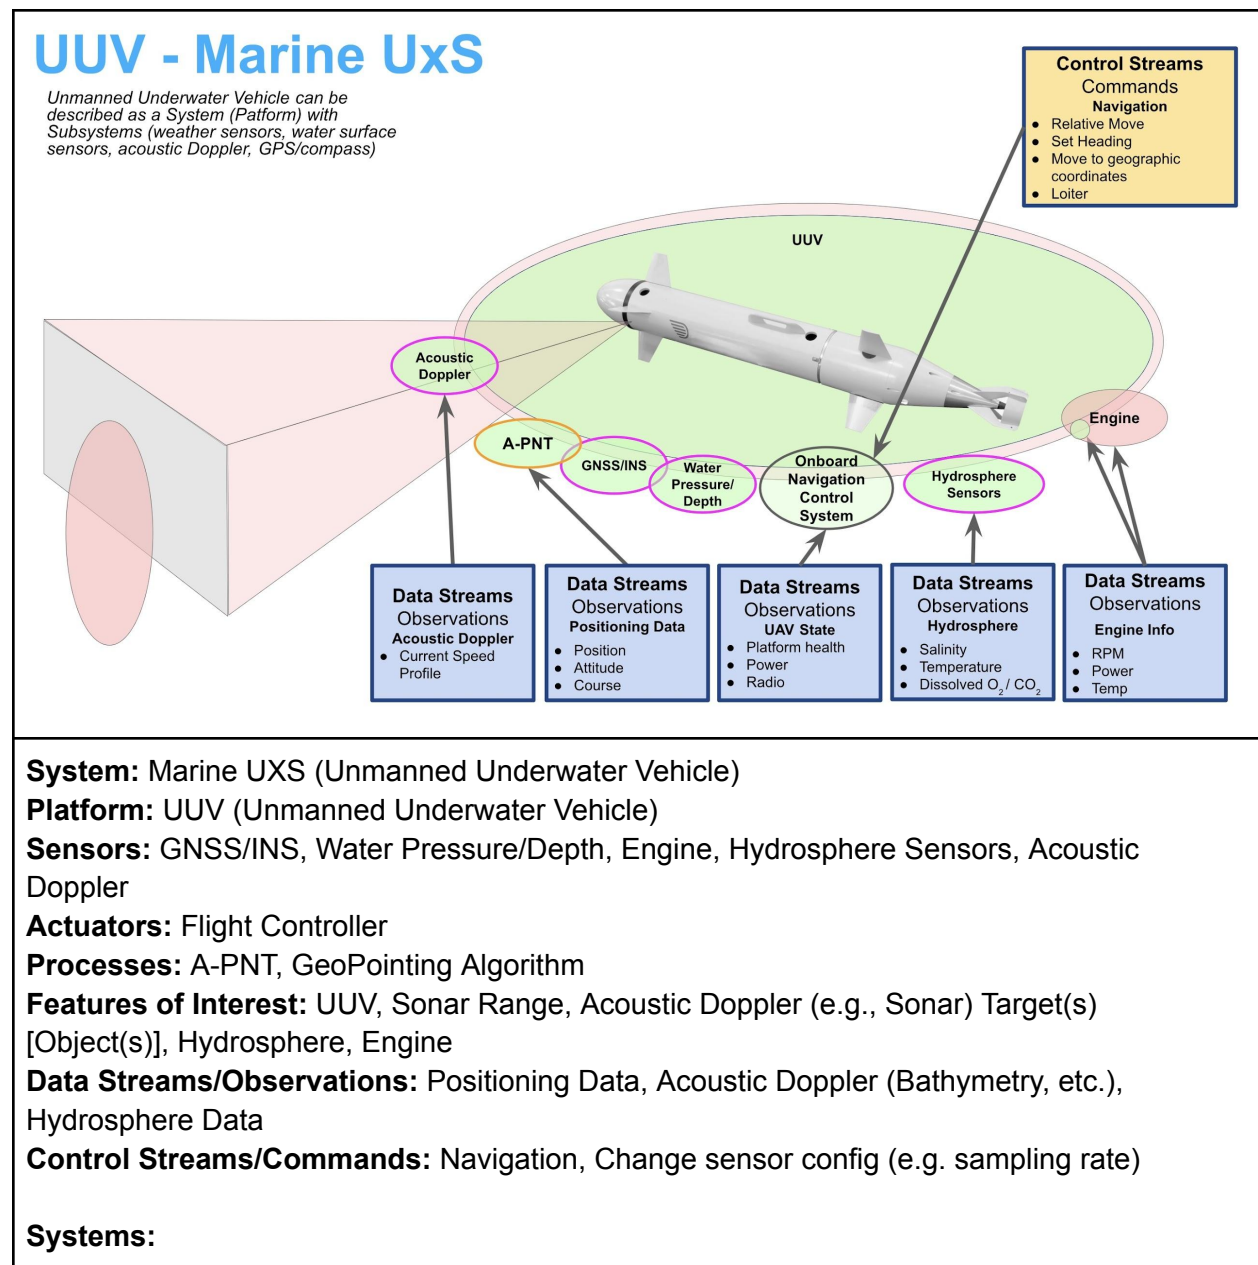 UUV - Marine UxS
Unmanned Underwater Vehicle can be
described as a System (Patform) with
Subsystems (weather sensors, water surface
sensors, acoustic Doppler, GPS/compass)
Control Streams
Commands
Navigation
● Relative Move
● Set Heading
● Move to geographic
coordinates
● Loiter
UUV
Acoustic
Doppler
A-PNT
GNSS/INS
Water
Pressure/
Depth
Onboard
Navigation
Control
System
Hydrosphere
Sensors
Engine
Data Streams
Observations
Acoustic Doppler
● Current Speed
Profile
Data Streams
Observations
Positioning Data
● Position
● Attitude
● Course
Data Streams
Observations
UAV State
● Platform health
● Power
● Radio
Data Streams
Observations
Hydrosphere
● Salinity
● Temperature
● Dissolved O₂ / CO₂
Data Streams
Observations
Engine Info
● RPM
● Power
● Temp
System: Marine UXS (Unmanned Underwater Vehicle)
Platform: UUV (Unmanned Underwater Vehicle)
Sensors: GNSS/INS, Water Pressure/Depth, Engine, Hydrosphere Sensors, Acoustic
Doppler
Actuators: Flight Controller
Processes: A-PNT, GeoPointing Algorithm
Features of Interest: UUV, Sonar Range, Acoustic Doppler (e.g., Sonar) Target(s)
[Object(s)], Hydrosphere, Engine
Data Streams/Observations: Positioning Data, Acoustic Doppler (Bathymetry, etc.),
Hydrosphere Data
Control Streams/Commands: Navigation, Change sensor config (e.g. sampling rate)
Systems: